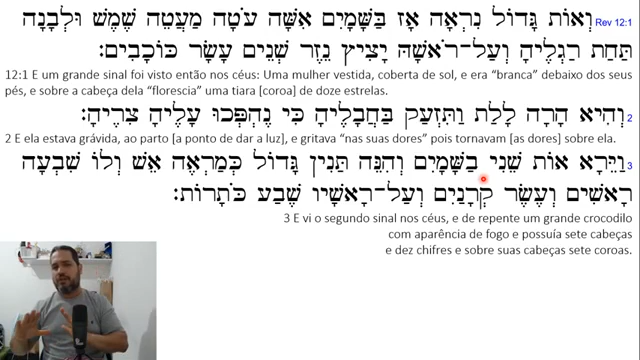 Rev 12:1 וְאוֹת גָּדוֹל נִרְאָה אָז בַּשָּׁמָיִם אִשָּׁה עֹטָה מַעֲטֵה שֶׁמֶשׁ וּלְבָנָה
תַּחַת רַגְלֶיהָ וְעַל־רֹאשָׁהּ יָצִיץ נֵזֶר שְׁנֵים עָשָׂר כּוֹכָבִים׃
12:1 E um grande sinal foi visto então nos céus: Uma mulher vestida, coberta de sol, e era “branca” debaixo dos seus
pés, e sobre a cabeça dela “florescia” uma tiara [coroa] de doze estrelas.
2 וְהִיא הָרָה לָלַת וַתִּזְעַק בַּחֲבָלֶיהָ כִּי נֶהְפְּכוּ עָלֶיהָ צִרֶיהָ׃
2 E ela estava grávida, ao parto [a ponto de dar a luz], e gritava “nas suas dores” pois tornavam [as dores] sobre ela.
3 וַיֵּרָא אוֹת שֵׁנִי בַּשָּׁמָיִם וְהִנֵּה תַּנִּין גָּדוֹל כְּמַרְאֵה אֵשׁ וְלוֹ שִׁבְעָה
רָאשִׁים וְעֶשֶׂר קְרָנַיִם וְעַל־רָאשָׁיו שֶׁבַע כֹּתָרוֹת׃
3 E vi o segundo sinal nos céus, e de repente um grande crocodilo
com aparência de fogo e possuía sete cabeças
e dez chifres e sobre suas cabeças sete coroas.